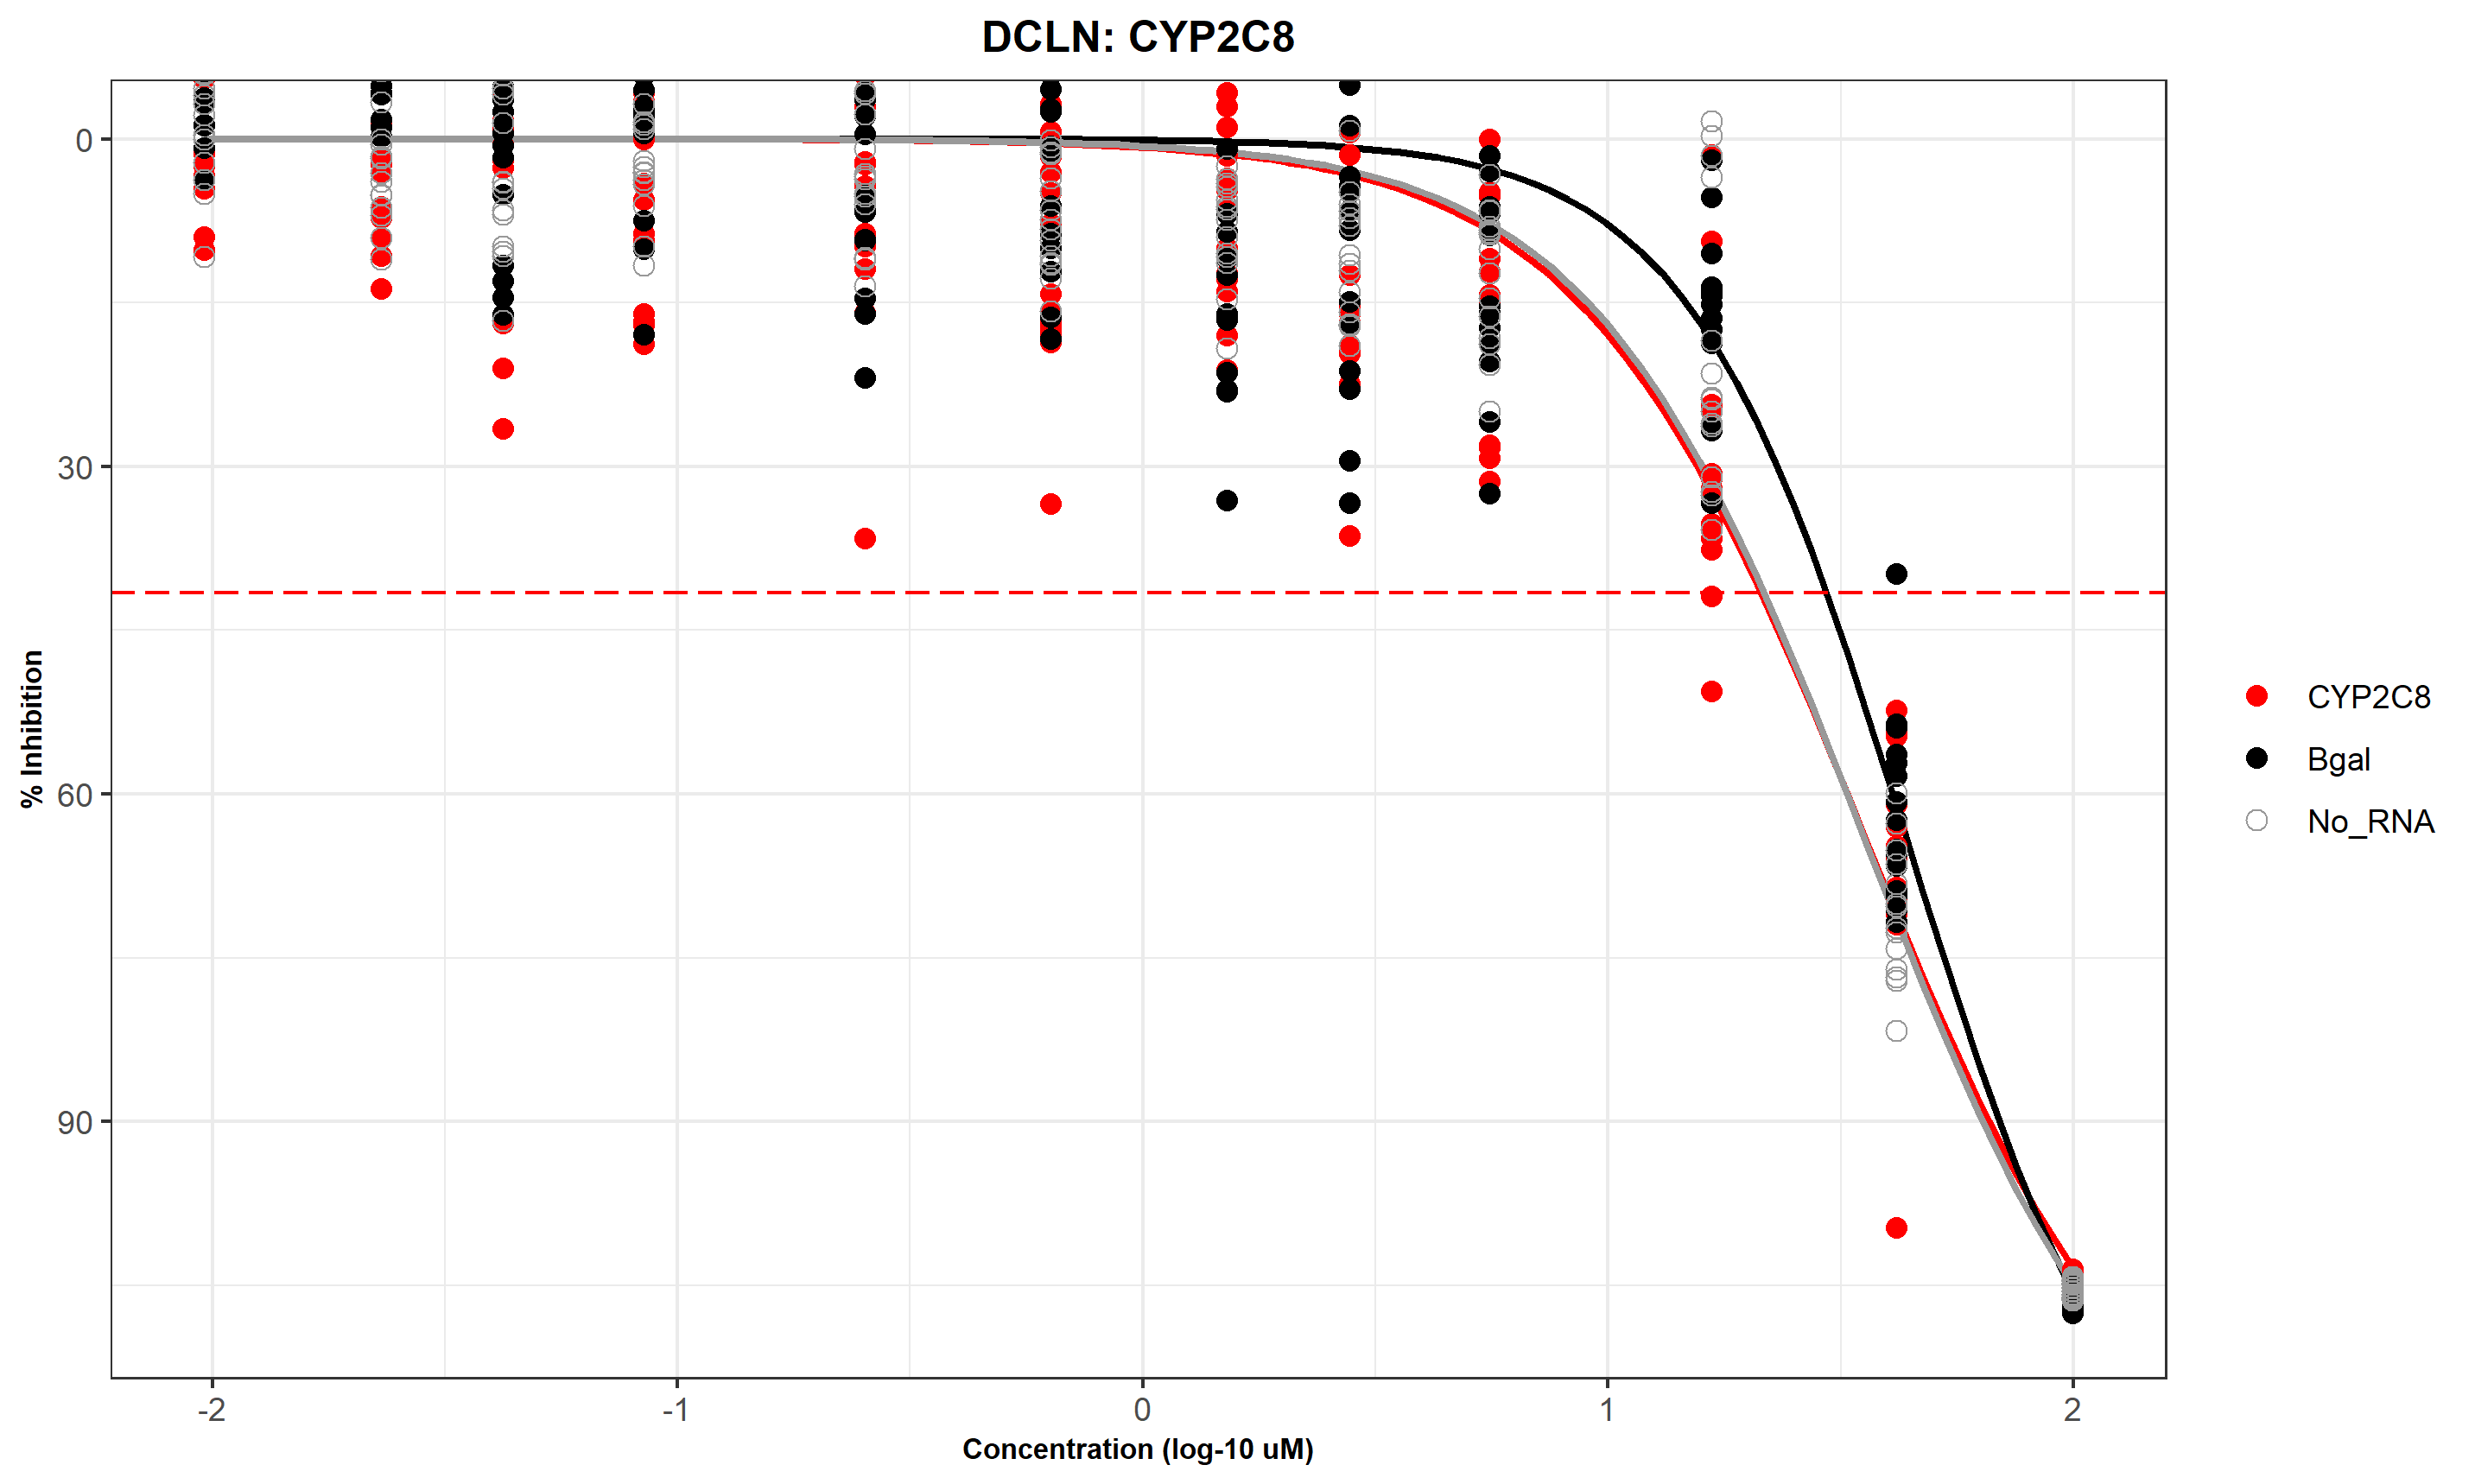 DCLN: CYP2C8
0
30
60
90
% Inhibition
-2
-1
0
1
2
Concentration (log-10 uM)
CYP2C8
Bgal
No_RNA